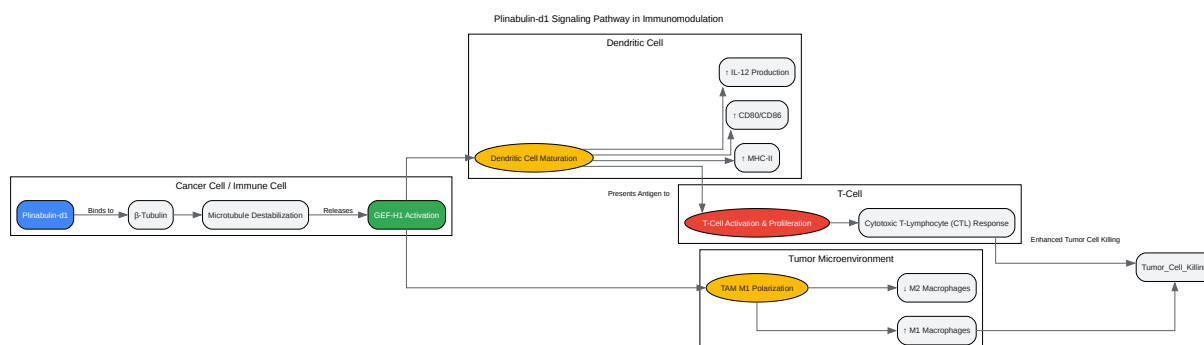 Plinabulin-d1 Signaling Pathway in Immunomodulation
Dendritic Cell
↑ IL-12 Production
↑ CD80/CD86
Dendritic Cell Maturation
↑ MHC-II
Cancer Cell / Immune Cell
Plinabulin-d1
Binds to
β-Tubulin
Microtubule Destabilization
Releases
GEF-H1 Activation
Presents Antigen to
T-Cell
T-Cell Activation & Proliferation
Cytotoxic T-Lymphocyte (CTL) Response
Enhanced Tumor Cell Killing
Tumor_Cell_Killing
Tumor Microenvironment
TAM M1 Polarization
↓ M2 Macrophages
↑ M1 Macrophages